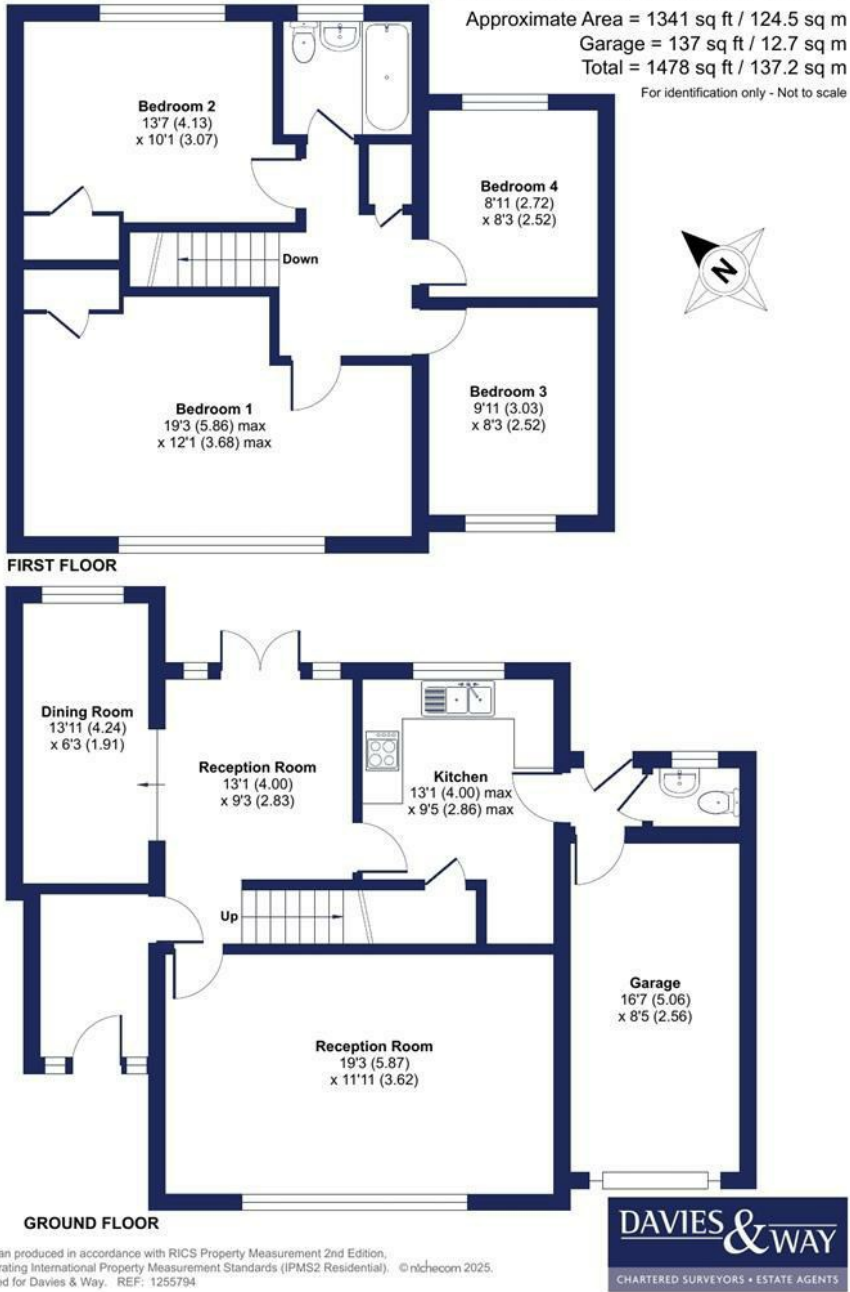 Approximate Area = 1341 sq ft / 124.5 sq m
Garage = 137 sq ft / 12.7 sq m
Total = 1478 sq ft / 137.2 sq m
For identification only - Not to scale
Bedroom 2
13'7 (4.13)
x 10'1 (3.07)
Bedroom 4
8'11 (2.72)
x 8'3 (2.52)
N
Down
Bedroom 3
9'11 (3.03)
x 8'3 (2.52)
Bedroom 1
19'3 (5.86) max
x 12'1 (3.68) max
FIRST FLOOR
Dining Room
13'11 (4.24)
x 6'3 (1.91)
Reception Room
13'1 (4.00)
x 9'3 (2.83)
Kitchen
13'1 (4.00) max
x 9'5 (2.86) max
Up
Garage
16'7 (5.06)
x 8'5 (2.56)
Reception Room
19'3 (5.87)
x 11'11 (3.62)
GROUND FLOOR
DAVIES & WAY
CHARTERED SURVEYORS • ESTATE AGENTS
an produced in accordance with RICS Property Measurement 2nd Edition,
rating International Property Measurement Standards (IPMS2 Residential). © nichecom 2025.
ed for Davies & Way. REF: 1255794